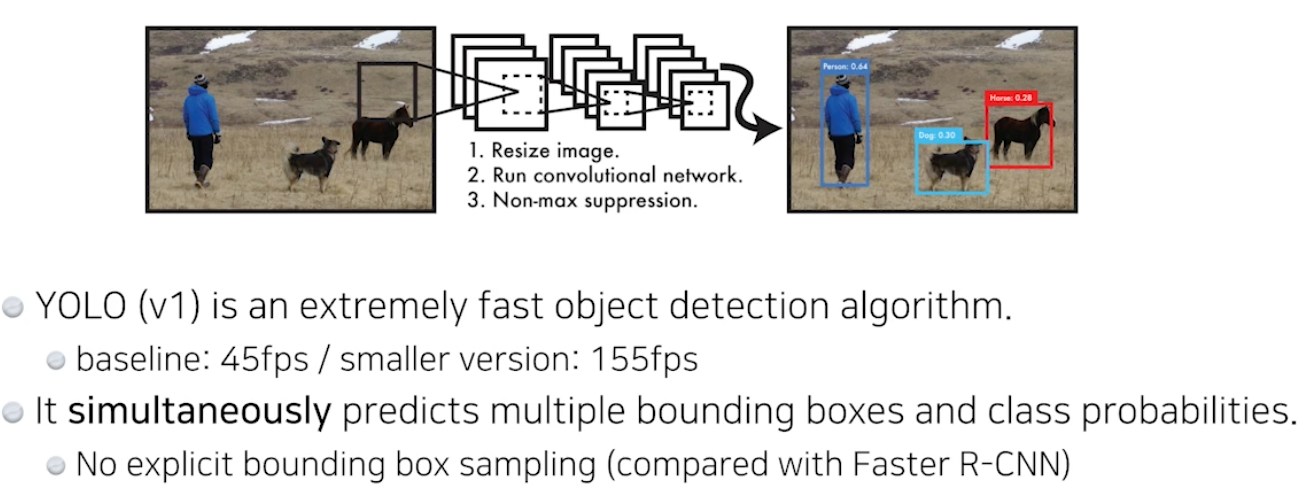 Person: 0.64
Horse: 0.28
Dog: 0.30
1. Resize image.
2. Run convolutional network.
3. Non-max suppression.
YOLO (v1) is an extremely fast object detection algorithm.
baseline: 45fps / smaller version: 155fps
It simultaneously predicts multiple bounding boxes and class probabilities.
No explicit bounding box sampling (compared with Faster R-CNN)